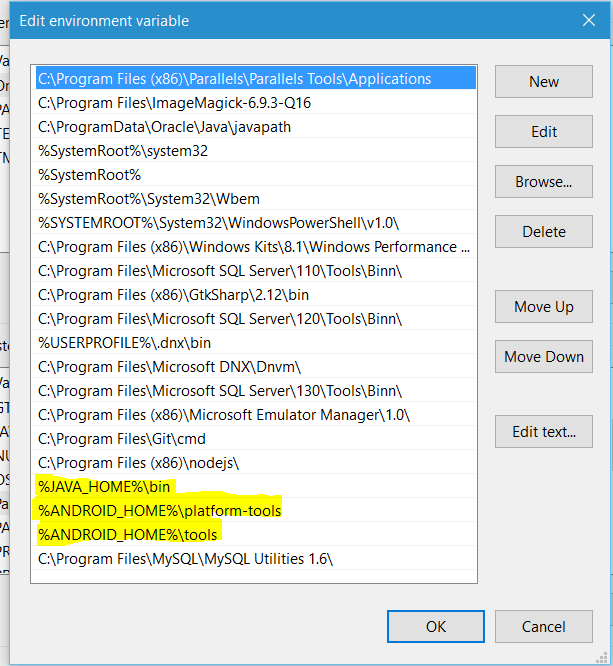 Edit environment variable
C:\Program Files (x86)\Parallels\Parallels Tools\Applications
C:\Program Files\ImageMagick-6.9.3-Q16
C:\ProgramData\Oracle\Java\javapath
%SystemRoot%\system32
%SystemRoot%
%SystemRoot%\System32\Wbem
%SYSTEMROOT%\System32\WindowsPowerShell\v1.0\
C:\Program Files (x86)\Windows Kits\8.1\Windows Performance ...
C:\Program Files\Microsoft SQL Server\110\Tools\Binn\
C:\Program Files (x86)\GtkSharp\2.12\bin
C:\Program Files\Microsoft SQL Server\120\Tools\Binn\
%USERPROFILE%\.dnx\bin
C:\Program Files\Microsoft DNX\Dnvm\
C:\Program Files\Microsoft SQL Server\130\Tools\Binn\
C:\Program Files (x86)\Microsoft Emulator Manager\1.0\
C:\Program Files\Git\cmd
C:\Program Files (x86)\nodejs\
%JAVA_HOME%\bin
%ANDROID_HOME%\platform-tools
%ANDROID_HOME%\tools
C:\Program Files\MySQL\MySQL Utilities 1.6\
New
Edit
Browse...
Delete
Move Up
Move Down
Edit text...
OK
Cancel